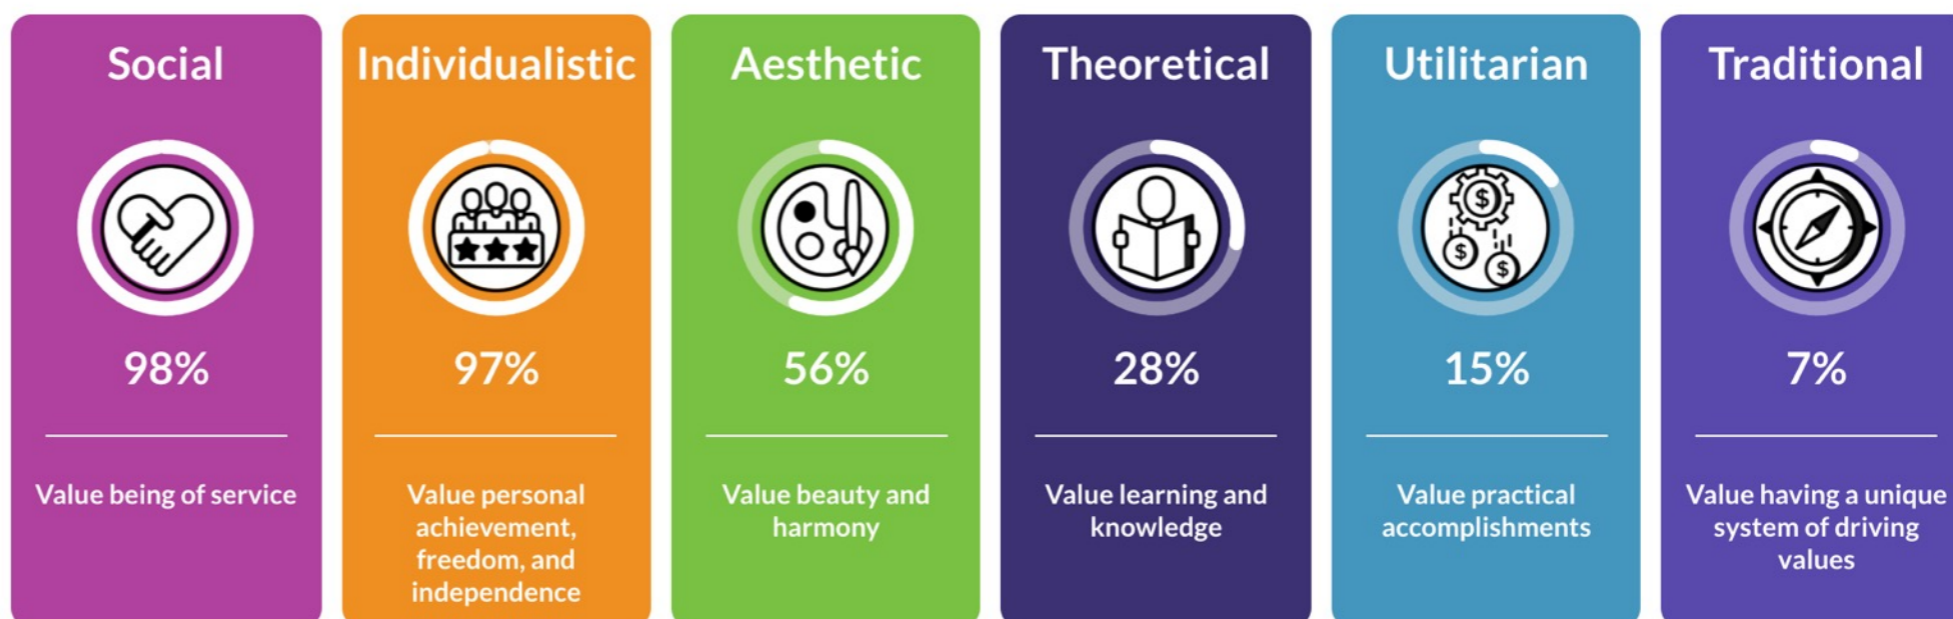 Social
98%
Value being of service
Individualistic
97%
Value personal
achievement,
freedom, and
independence
Aesthetic
56%
Value beauty and
harmony
Theoretical
28%
Value learning and
knowledge
Utilitarian
$
$
$
15%
Value practical
accomplishments
Traditional
7%
Value having a unique
system of driving
values